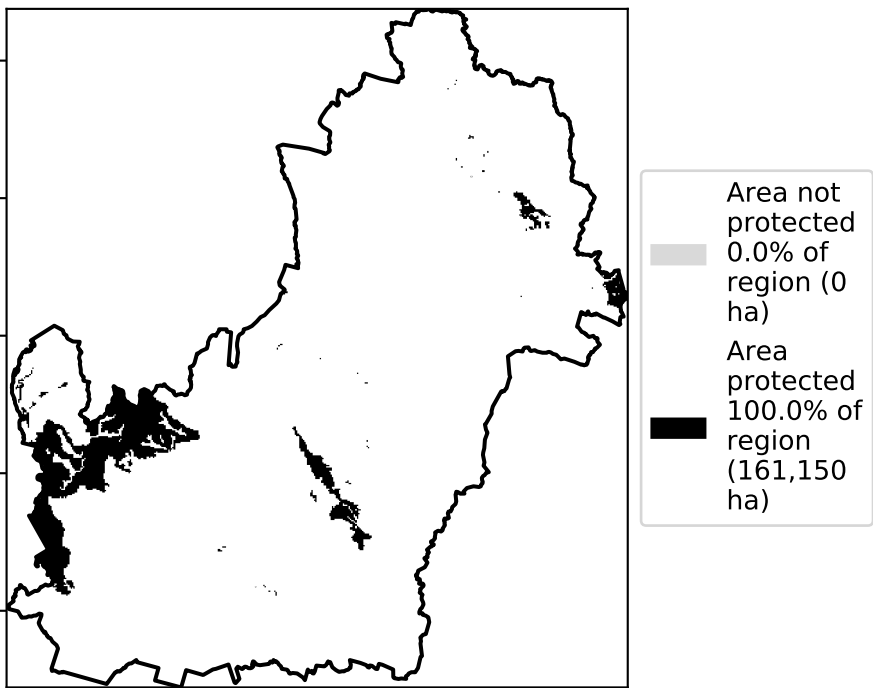 Area not
protected
0.0% of
region (0
ha)
Area
protected
100.0% of
region
(161,150
ha)